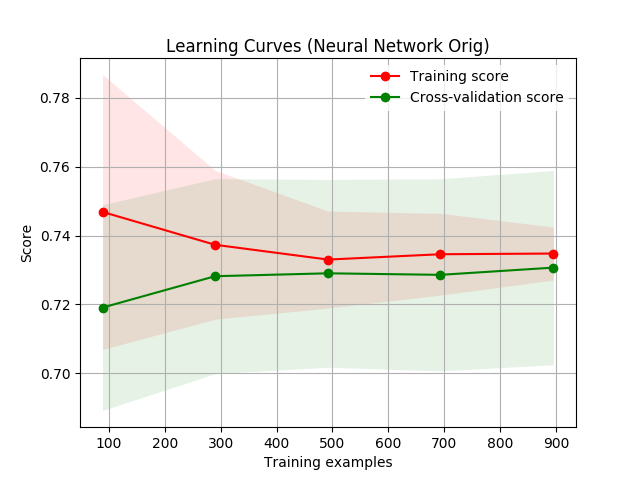 Learning Curves (Neural Network Orig)
Training score
Cross-validation score
0.78
0.76
0.74
0.72
0.70
Score
100 200 300 400 500 600 700 800 900
Training examples